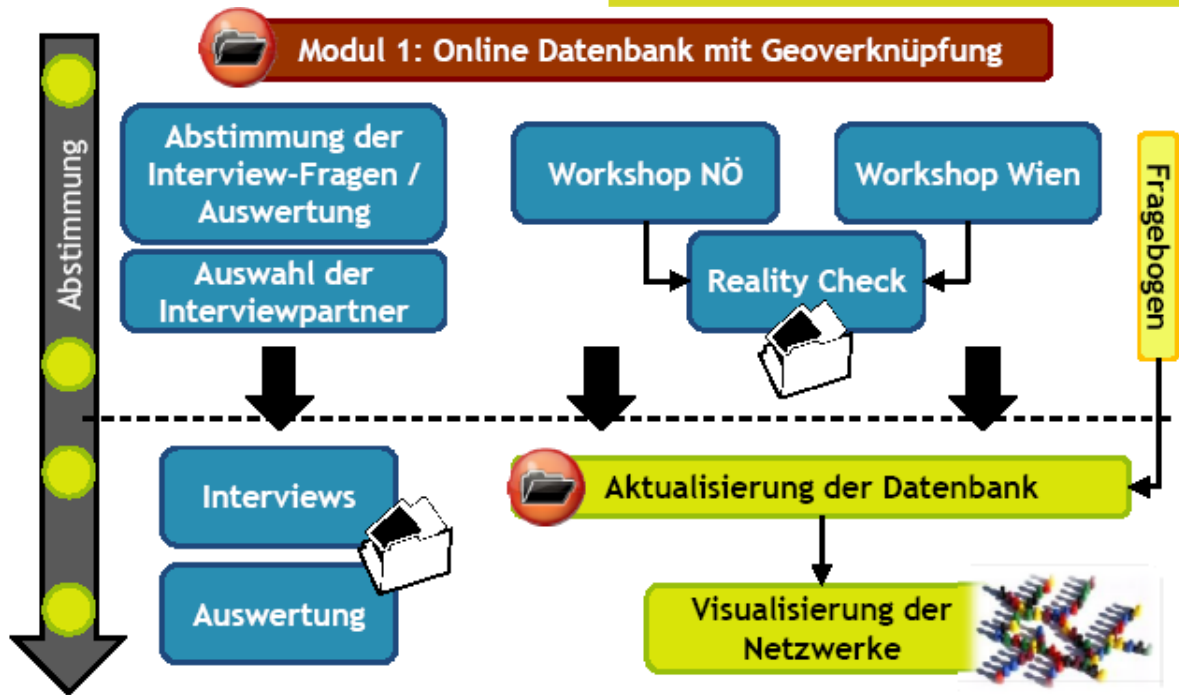 Modul 1: Online Datenbank mit Geoverknüpfung
Abstimmung
Abstimmung der
Interview-Fragen /
Auswertung
Auswahl der
Interviewpartner
Workshop NÖ
Workshop Wien
Reality Check
Fragebogen
Interviews
Auswertung
Aktualisierung der Datenbank
Visualisierung der
Netzwerke